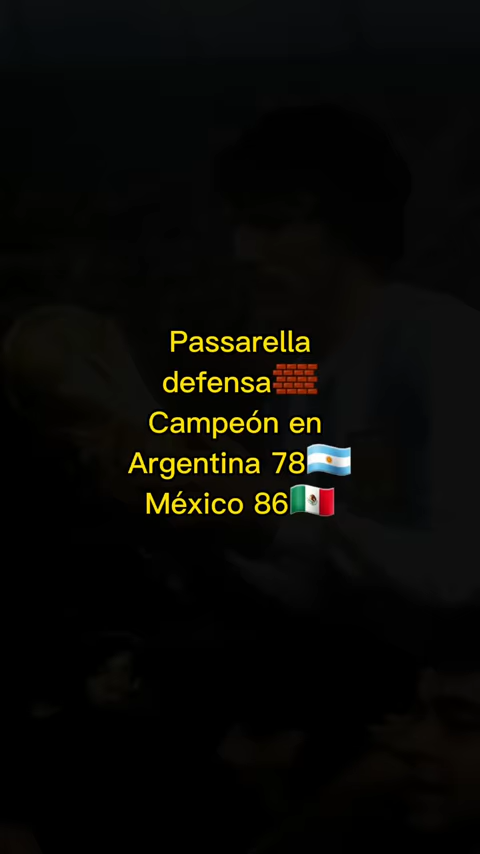 Passarella
defensa🧱
Campeón en
Argentina 78🇦🇷
México 86🇲🇽